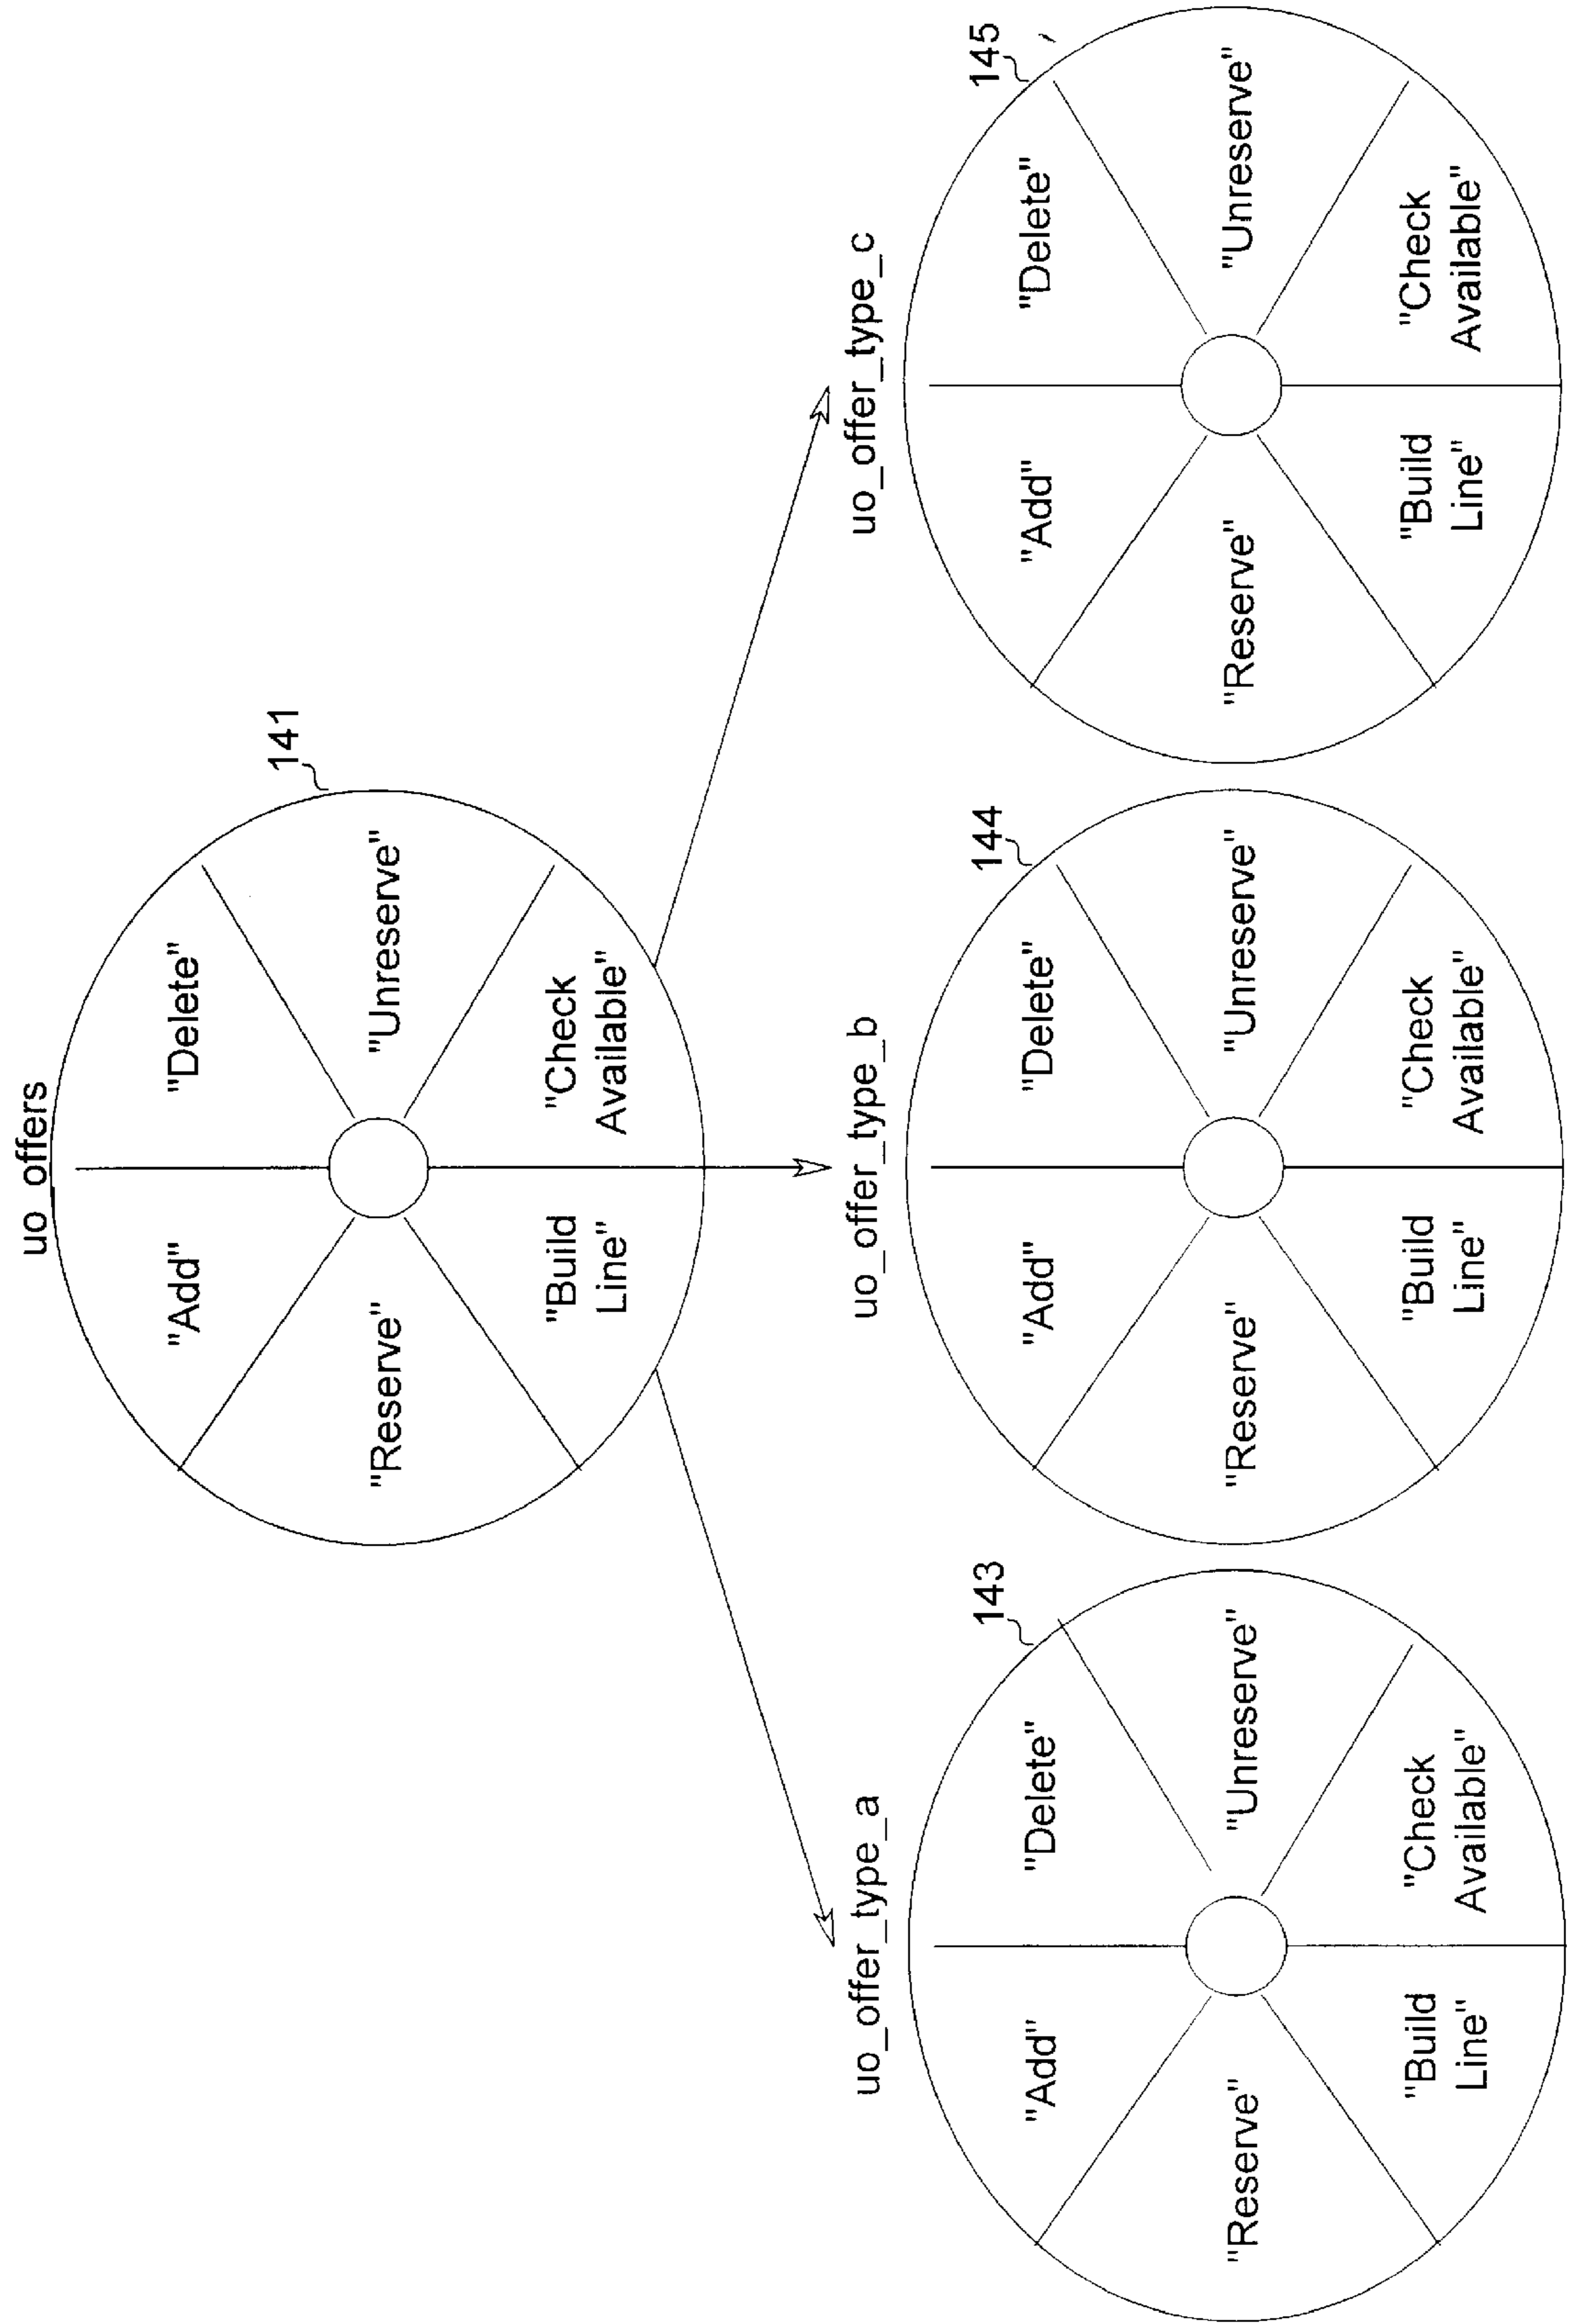 uo_offers
141
"Add"
"Delete"
"Reserve"
"Unreserve"
"Build
Line"
"Check
Available"
uo_offer_type_a
143
"Add"
"Delete"
"Reserve"
"Unreserve"
"Build
Line"
"Check
Available"
uo_offer_type_b
144
"Add"
"Delete"
"Reserve"
"Unreserve"
"Build
Line"
"Check
Available"
uo_offer_type_c
145
"Add"
"Delete"
"Reserve"
"Unreserve"
"Build
Line"
"Check
Available"